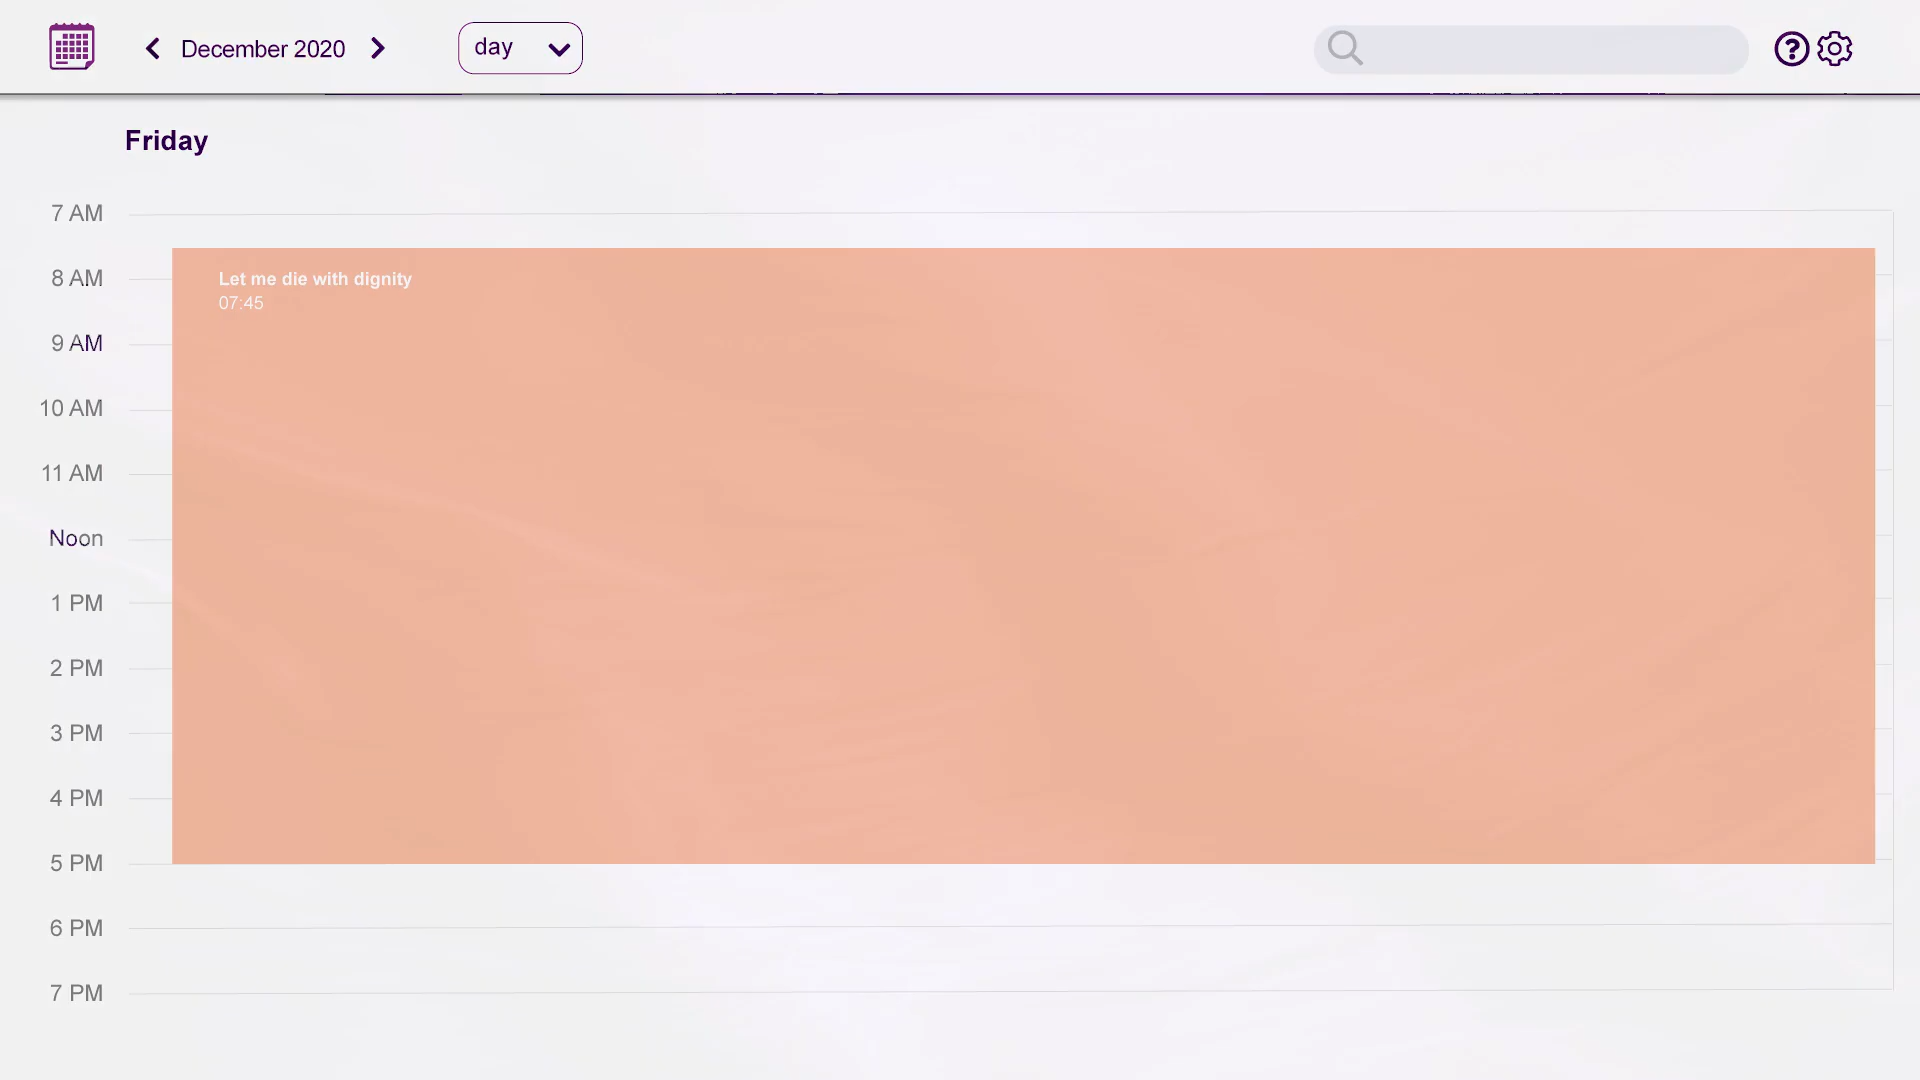 December 2020
day
Friday
7 AM
8 AM
Let me die with dignity
07:45
9 AM
10 AM
11 AM
Noon
1 PM
2 PM
3 PM
4 PM
5 PM
6 PM
7 PM